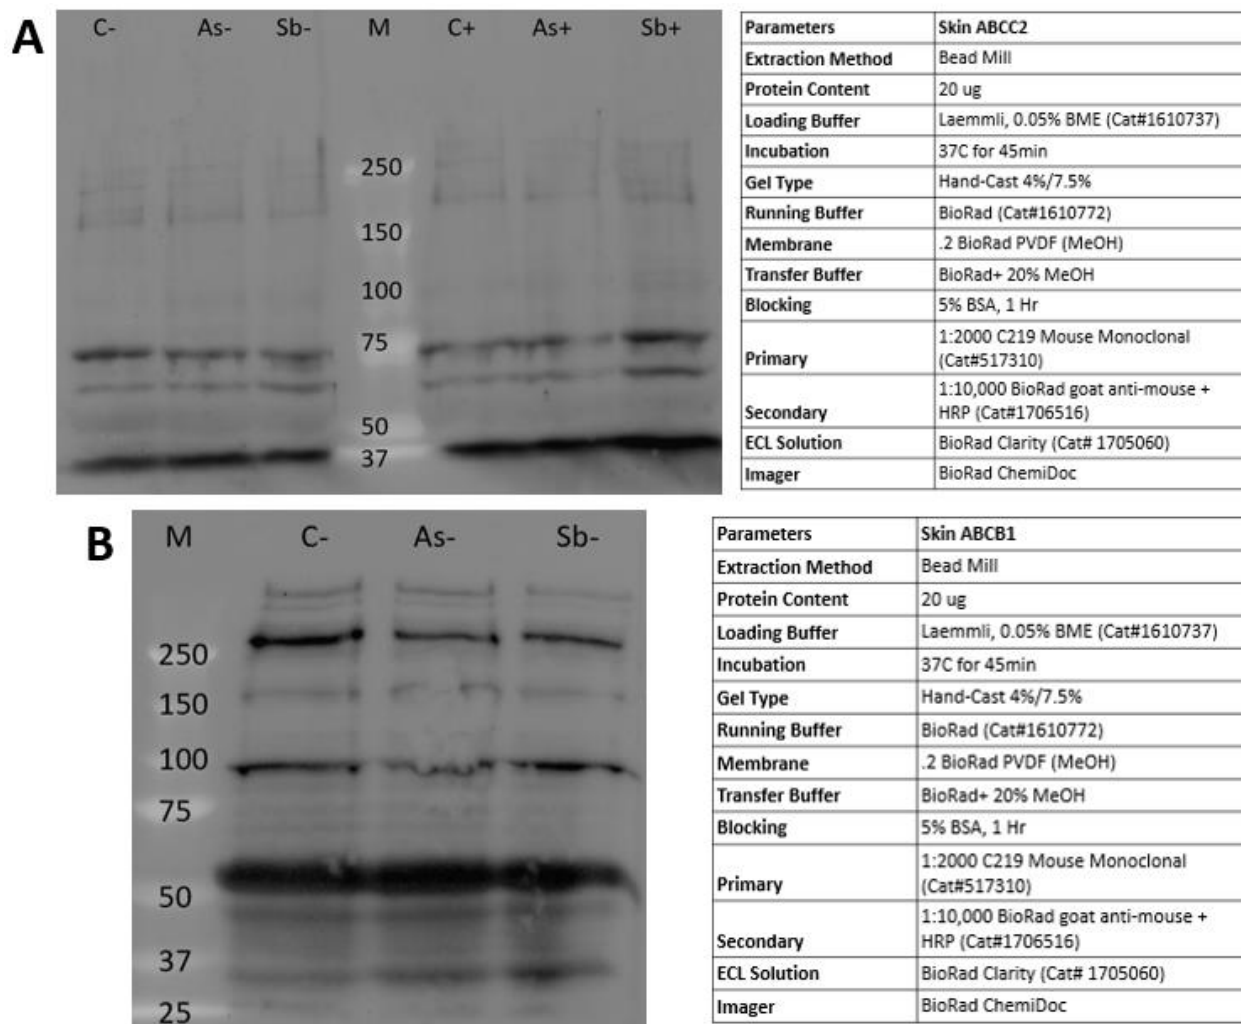 A
C-
As-
Sb-
M
C+
As+
Sb+
250
150
100
75
50
37
Parameters Skin ABCC2
Extraction Method Bead Mill
Protein Content 20 ug
Loading Buffer Laemmli, 0.05% BME (Cat#1610737)
Incubation 37C for 45min
Gel Type Hand-Cast 4%/7.5%
Running Buffer BioRad (Cat#1610772)
Membrane .2 BioRad PVDF (MeOH)
Transfer Buffer BioRad+ 20% MeOH
Blocking 5% BSA, 1 Hr
Primary 1:2000 C219 Mouse Monoclonal
(Cat#517310)
Secondary 1:10,000 BioRad goat anti-mouse +
HRP (Cat#1706516)
ECL Solution BioRad Clarity (Cat# 1705060)
Imager BioRad ChemiDoc
B
M
C-
As-
Sb-
250
150
100
75
50
37
25
Parameters Skin ABCB1
Extraction Method Bead Mill
Protein Content 20 ug
Loading Buffer Laemmli, 0.05% BME (Cat#1610737)
Incubation 37C for 45min
Gel Type Hand-Cast 4%/7.5%
Running Buffer BioRad (Cat#1610772)
Membrane .2 BioRad PVDF (MeOH)
Transfer Buffer BioRad+ 20% MeOH
Blocking 5% BSA, 1 Hr
Primary 1:2000 C219 Mouse Monoclonal
(Cat#517310)
Secondary 1:10,000 BioRad goat anti-mouse +
HRP (Cat#1706516)
ECL Solution BioRad Clarity (Cat# 1705060)
Imager BioRad ChemiDoc